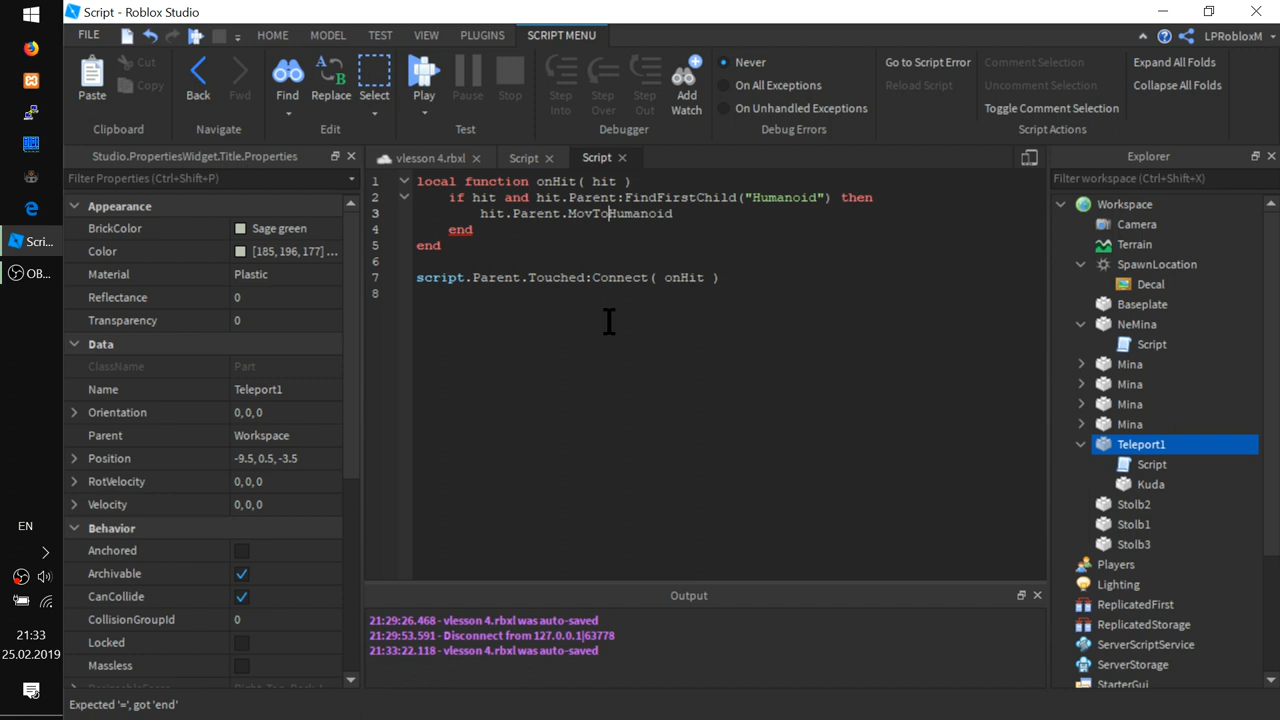 Script - Roblox Studio
FILE
HOME
MODEL
TEST
VIEW
PLUGINS
SCRIPT MENU
LPRobloxM
Paste
Cut
Copy
Clipboard
Back
Fwd
Navigate
Find
Replace
Select
Edit
Play
Pause
Stop
Test
Step Into
Step Over
Step Out
Add Watch
Debugger
Never
On All Exceptions
On Unhandled Exceptions
Debug Errors
Go to Script Error
Reload Script
Comment Selection
Uncomment Selection
Toggle Comment Selection
Expand All Folds
Collapse All Folds
Script Actions
Studio.PropertiesWidget.Title.Properties
Filter Properties (Ctrl+Shift+P)
Appearance
BrickColor Sage green
Color [185, 196, 177] ...
Material Plastic
Reflectance 0
Transparency 0
Data
ClassName Part
Name Teleport1
Orientation 0, 0, 0
Parent Workspace
Position -9.5, 0.5, -3.5
RotVelocity 0, 0, 0
Velocity 0, 0, 0
Behavior
Anchored
Archivable
CanCollide
CollisionGroupId 0
Locked
Massless
vlesson 4.rbxl
Script
Script
1 local function onHit( hit )
2 if hit and hit.Parent:FindFirstChild("Humanoid") then
3 hit.Parent.MovToHumanoid
4 end
5 end
6
7 script.Parent.Touched:Connect( onHit )
8
Output
21:29:26.468 - vlesson 4.rbxl was auto-saved
21:29:53.591 - Disconnect from 127.0.0.1|63778
21:33:22.118 - vlesson 4.rbxl was auto-saved
Explorer
Filter workspace (Ctrl+Shift+X)
Workspace
Camera
Terrain
SpawnLocation
Decal
Baseplate
NeMina
Script
Mina
Mina
Mina
Mina
Teleport1
Script
Kuda
Stolb2
Stolb1
Stolb3
Players
Lighting
ReplicatedFirst
ReplicatedStorage
ServerScriptService
ServerStorage
StarterGui
Scri...
OB...
EN
21:33
25.02.2019
Expected '=', got 'end'